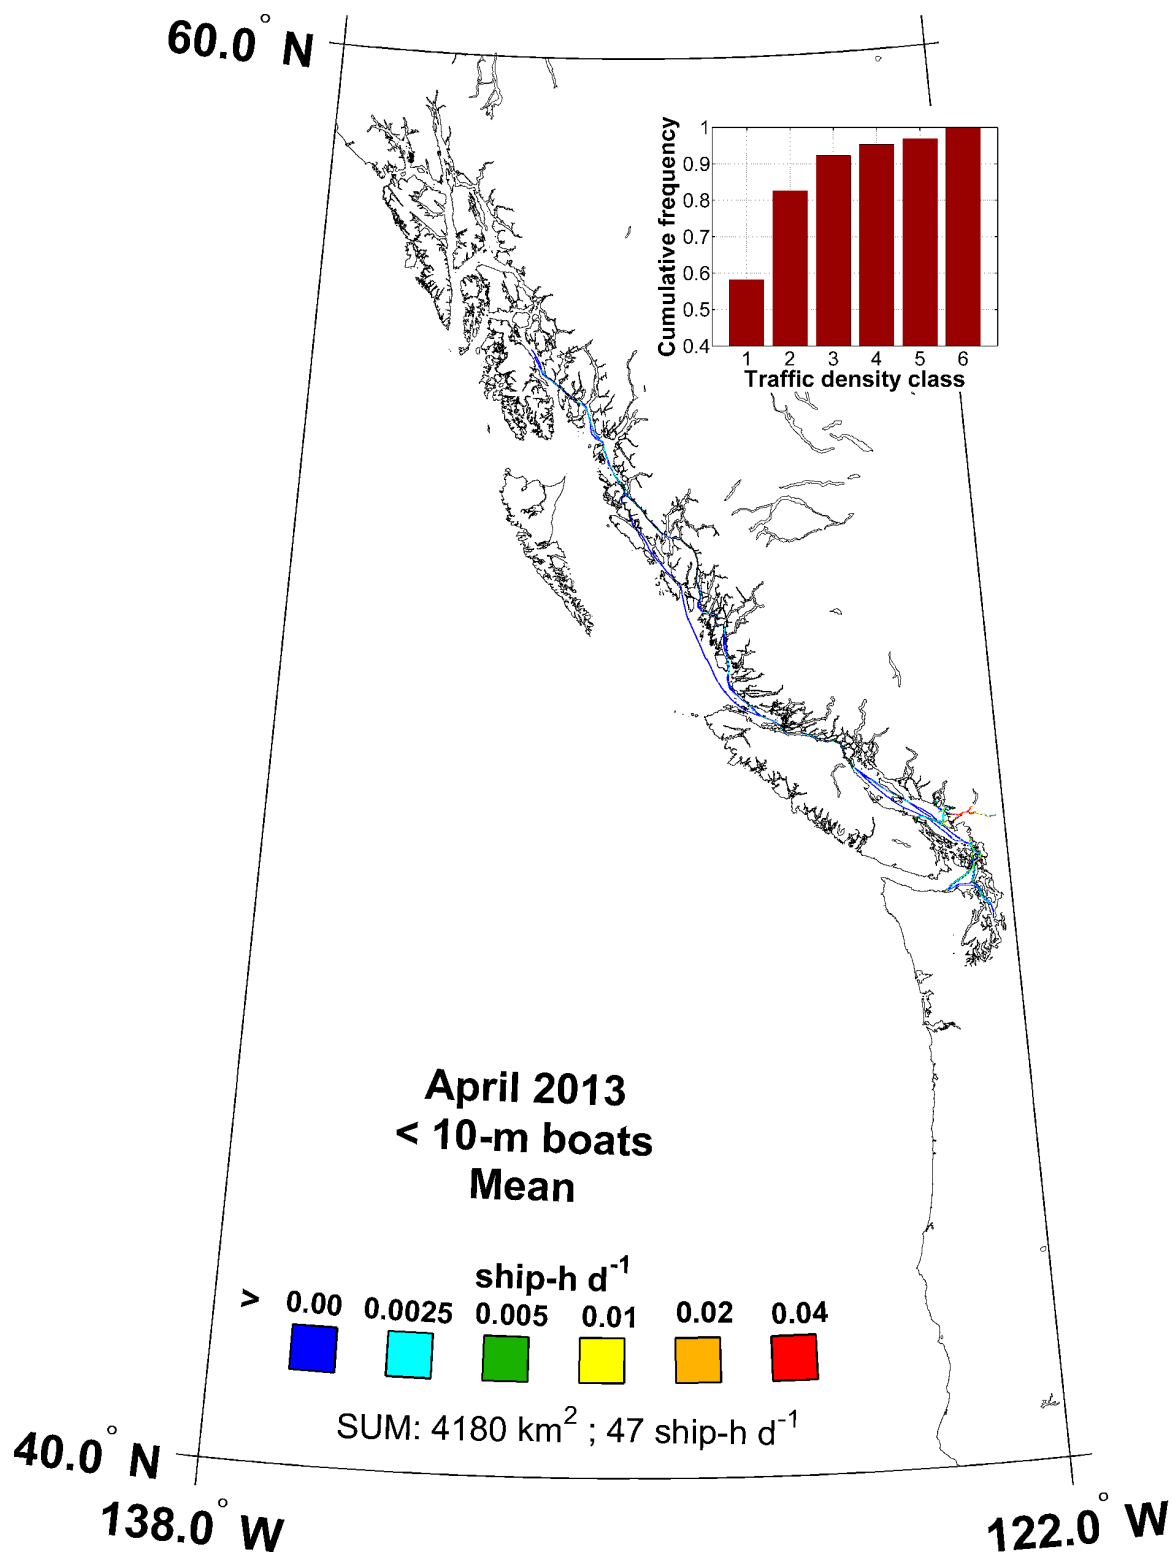 60.0° N
Cumulative frequency
1
0.9
0.8
0.7
0.6
0.5
0.4
1 2 3 4 5 6
Traffic density class
April 2013
< 10-m boats
Mean
ship-h d⁻¹
> 0.00 0.0025 0.005 0.01 0.02 0.04
SUM: 4180 km² ; 47 ship-h d⁻¹
40.0° N
138.0° W
122.0° W